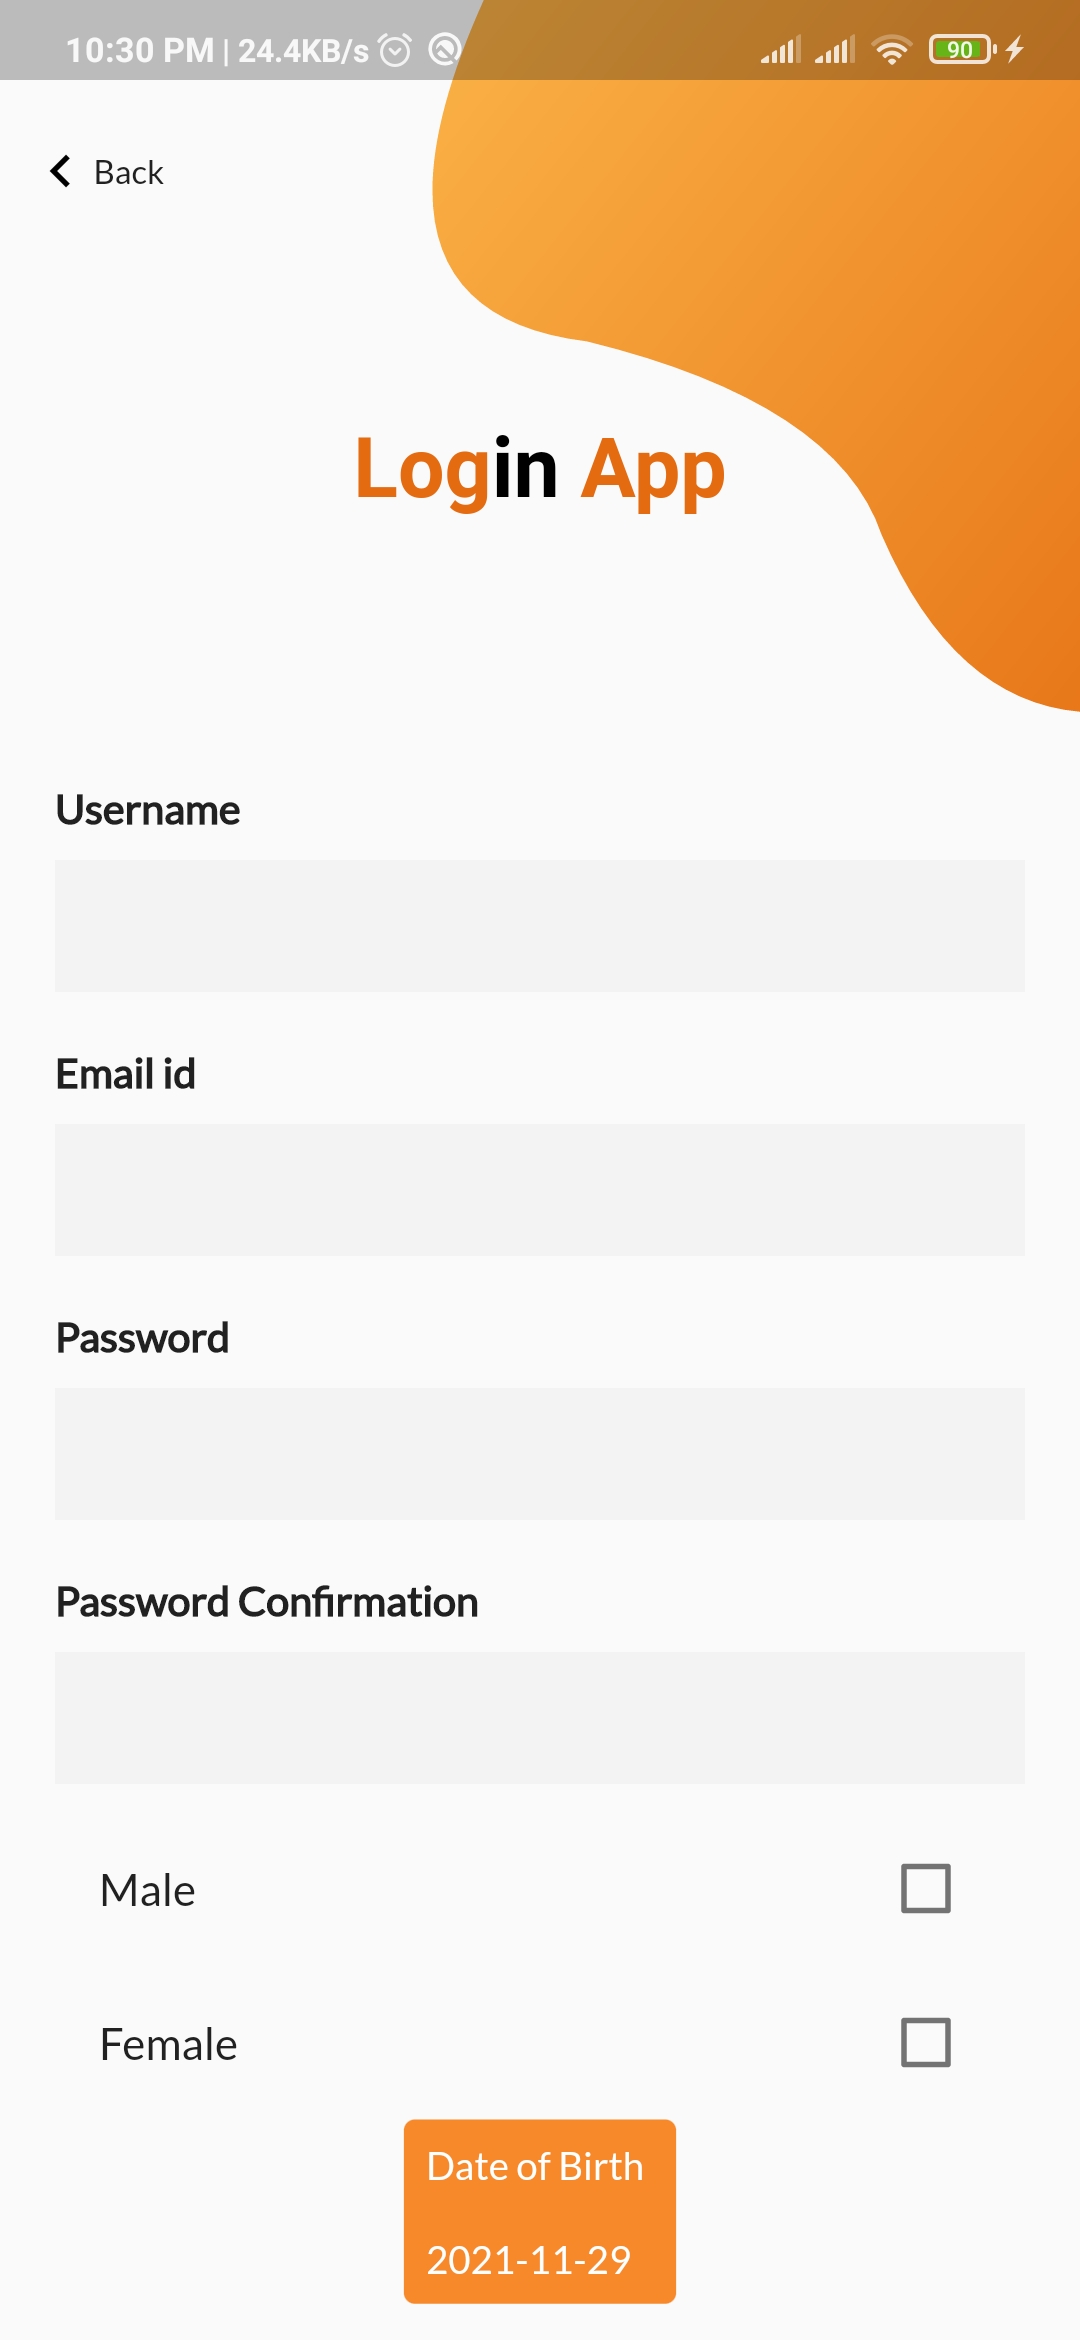 10:30 PM | 24.4KB/s 90
Back
Login App
Username
Email id
Password
Password Confirmation
Male
Female
Date of Birth
2021-11-29